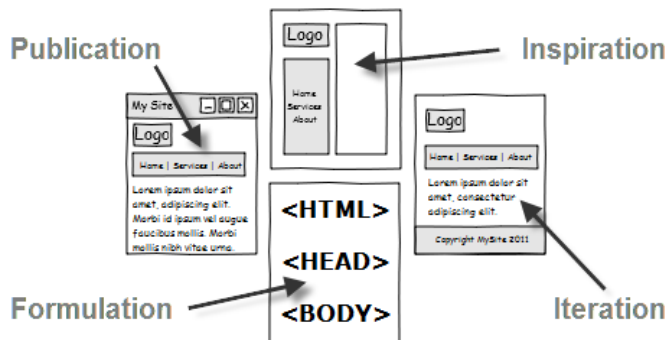 Publication
Inspiration
Logo
Home
Services
About
My Site
Logo
Home | Services | About
Lorem ipsum dolor sit
amet, adipiscing elit.
Morbi id ipsum vel augue
faucibus mollis. Morbi
mollis nibh vitae urna.
Logo
Home | Services | About
Lorem ipsum dolor sit
amet, consectetur
adipiscing elit.
Copyright MySite 2011
<HTML>
<HEAD>
<BODY>
Formulation
Iteration